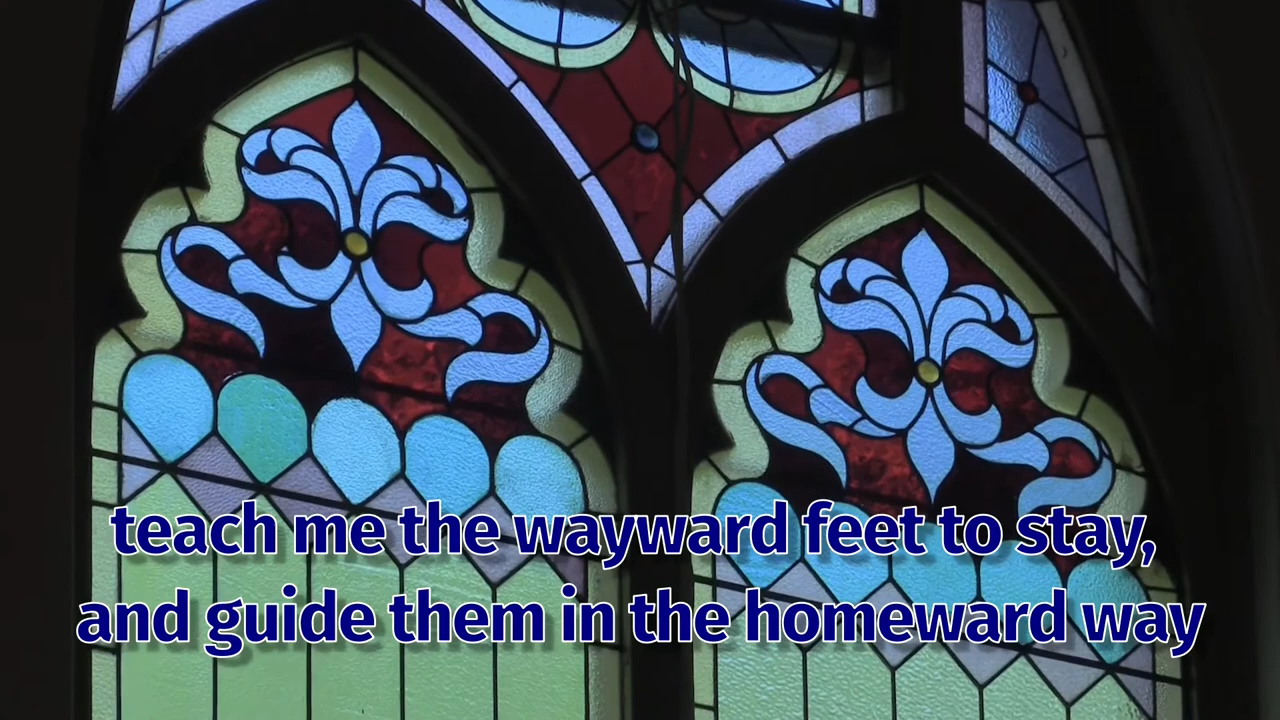 teach me the wayward feet to stay,
and guide them in the homeward way